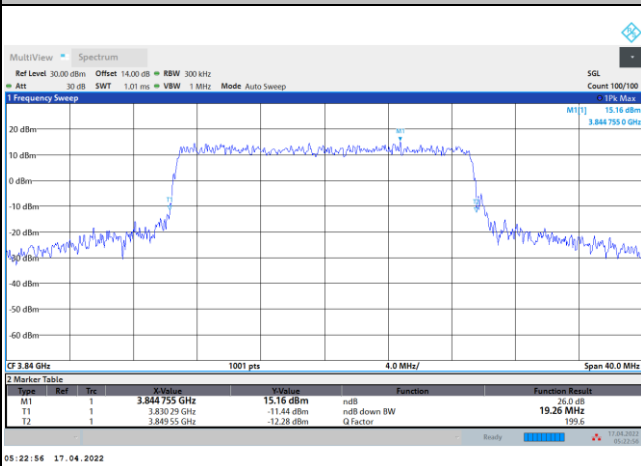 MultiView Spectrum
Ref Level 30.00 dBm Offset 14.00 dB RBW 300 kHz SGL
Att 30 dB SWT 1.01 ms VBW 1 MHz Mode Auto Sweep Count 100/100
1 Frequency Sweep 1Pk Max
M1[1] 15.16 dBm
3.844 755 0 GHz
M1
20 dBm
10 dBm
0 dBm
T1
-10 dBm
-20 dBm
-30 dBm
-40 dBm
-50 dBm
-60 dBm
CF 3.84 GHz 1001 pts 4.0 MHz/ Span 40.0 MHz
2 Marker Table
Type Ref Trc X-Value Y-Value Function Function Result
M1 1 3.844 755 GHz 15.16 dBm ndB 26.0 dB
T1 1 3.830 29 GHz -11.44 dBm ndB down BW 19.26 MHz
T2 1 3.849 55 GHz -12.28 dBm Q Factor 199.6
Ready 17.04.2022
05:22:56
05:22:56 17.04.2022